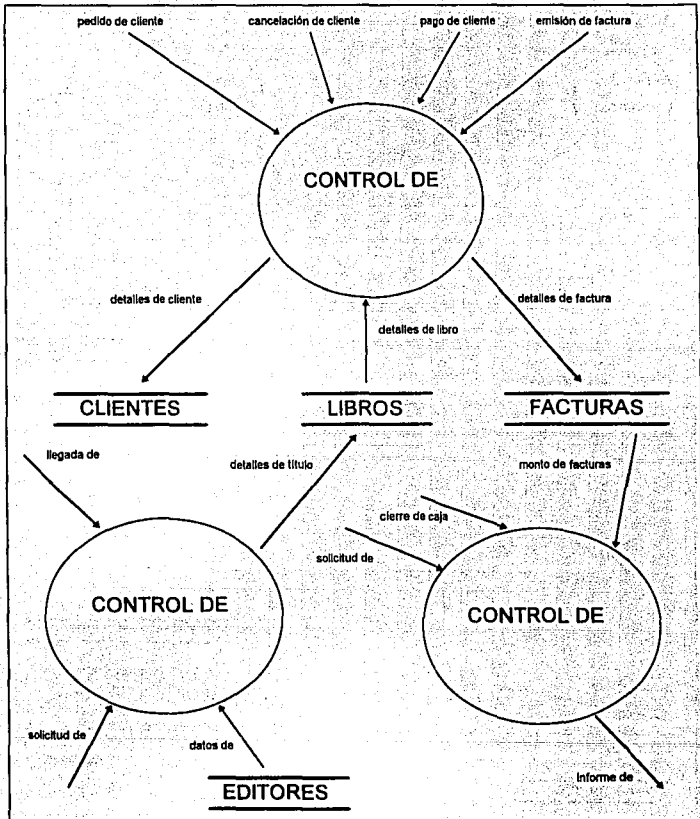 pedido de cliente
cancelación de cliente
pago de cliente
emisión de factura
CONTROL DE
detalles de cliente
detalles de factura
detalles de libro
CLIENTES
LIBROS
FACTURAS
llegada de
detalles de título
monto de facturas
cierre de caja
solicitud de
CONTROL DE
CONTROL DE
solicitud de
datos de
EDITORES
Informe de